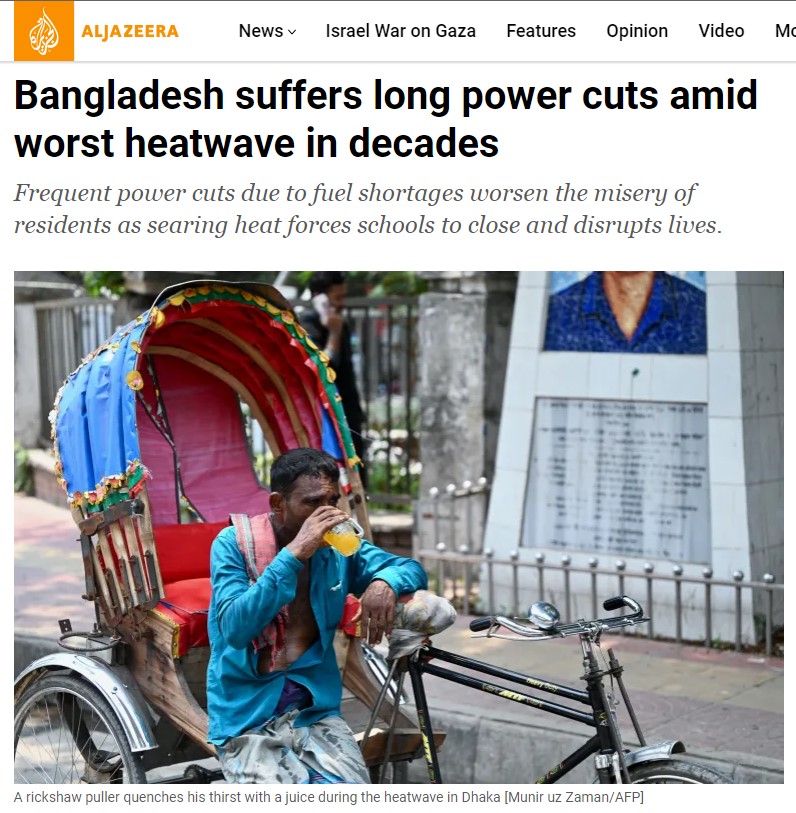 ALJAZEERA
News Israel War on Gaza Features Opinion Video
Bangladesh suffers long power cuts amid
worst heatwave in decades
Frequent power cuts due to fuel shortages worsen the misery of
residents as searing heat forces schools to close and disrupts lives.
A rickshaw puller quenches his thirst with a juice during the heatwave in Dhaka [Munir uz Zaman/AFP]